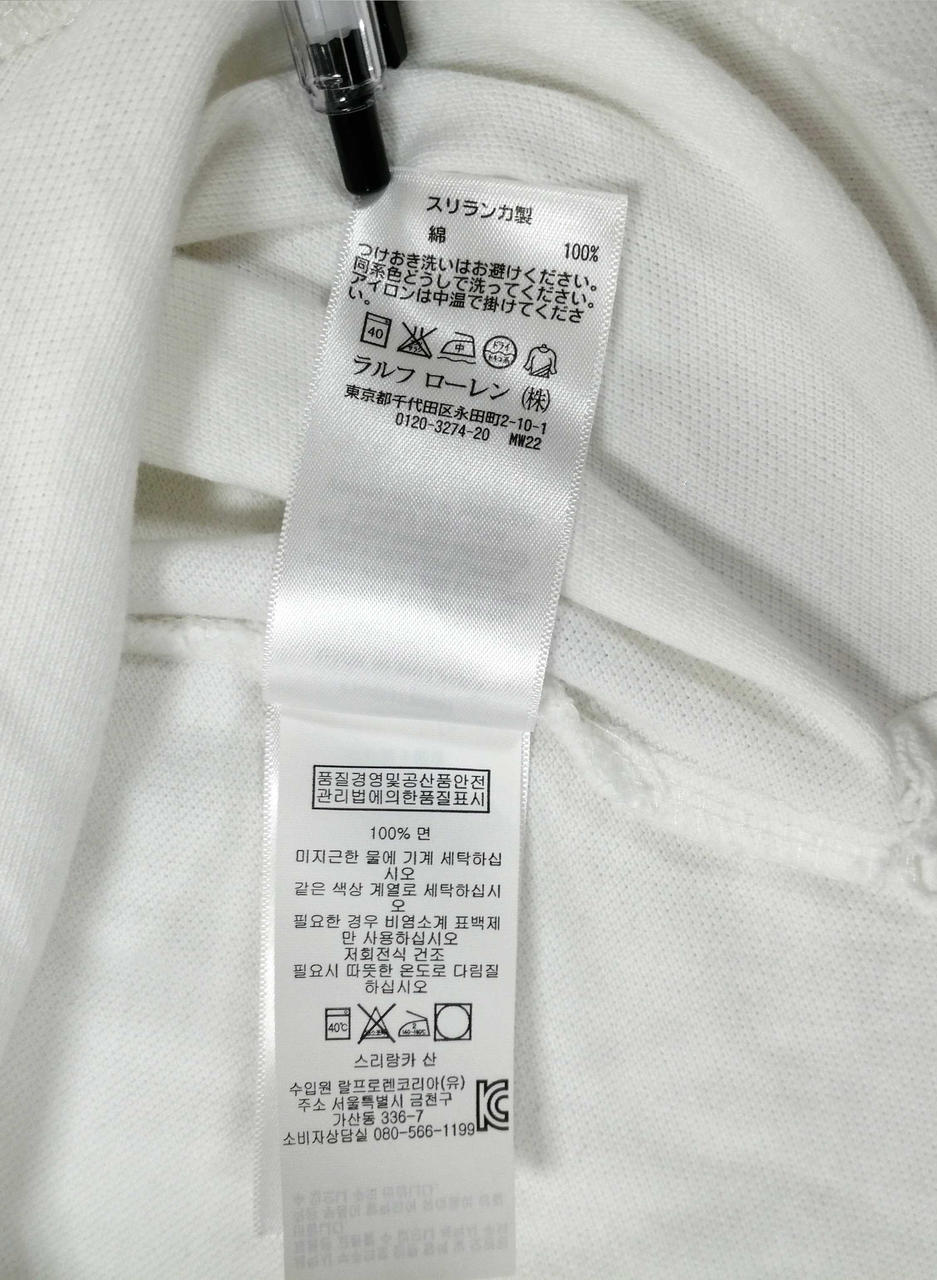 スリランカ製
綿 100%
つけおき洗いはお避けください。
同系色どうしで洗ってください。
アイロンは中温で掛けてくださ
い。
40 中 ドライ
ラルフ ローレン (株)
東京都千代田区永田町2-10-1
0120-3274-20 MW22
품질경영및공산품안전
관리법에의한품질표시
100% 면
미지근한 물에 기계 세탁하십
시오
같은 색상 계열로 세탁하십시
오
필요한 경우 비염소계 표백제
만 사용하십시오
저회전식 건조
필요시 따뜻한 온도로 다림질
하십시오
40℃ 2
스리랑카 산
수입원 랄프로렌코리아(유)
주소 서울특별시 금천구
가산동 336-7
소비자상담실 080-566-1199